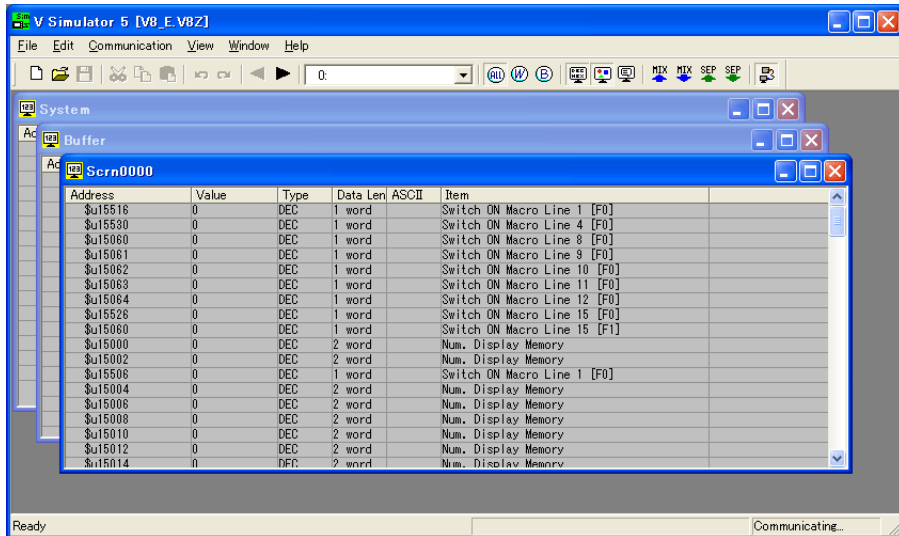 V Simulator 5 [V8_E.V8Z]
File Edit Communication View Window Help
0: ALL W B MIX MIX SEP SEP
System
Buffer
Scrn0000
Address Value Type Data Len ASCII Item
$u15516 0 DEC 1 word Switch ON Macro Line 1 [F0]
$u15530 0 DEC 1 word Switch ON Macro Line 4 [F0]
$u15060 0 DEC 1 word Switch ON Macro Line 8 [F0]
$u15061 0 DEC 1 word Switch ON Macro Line 9 [F0]
$u15062 0 DEC 1 word Switch ON Macro Line 10 [F0]
$u15063 0 DEC 1 word Switch ON Macro Line 11 [F0]
$u15064 0 DEC 1 word Switch ON Macro Line 12 [F0]
$u15526 0 DEC 1 word Switch ON Macro Line 15 [F0]
$u15060 0 DEC 1 word Switch ON Macro Line 15 [F1]
$u15000 0 DEC 2 word Num. Display Memory
$u15002 0 DEC 2 word Num. Display Memory
$u15506 0 DEC 1 word Switch ON Macro Line 1 [F0]
$u15004 0 DEC 2 word Num. Display Memory
$u15006 0 DEC 2 word Num. Display Memory
$u15008 0 DEC 2 word Num. Display Memory
$u15010 0 DEC 2 word Num. Display Memory
$u15012 0 DEC 2 word Num. Display Memory
$u15014 0 DEC 2 word Num. Display Memory
Ready Communicating...